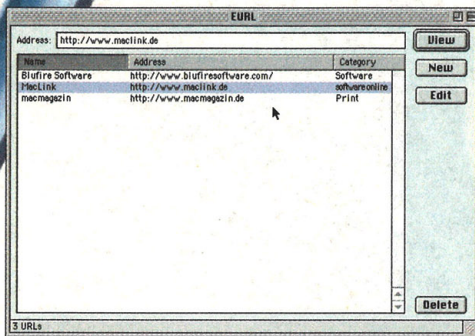 EURL
Address: http://www.maclink.de
View
Name Address Category
New
Blufire Software http://www.blufiresoftware.com/ Software
MacLink http://www.maclink.de software online
macmagazin http://www.macmagazin.de Print
Edit
Delete
3 URLs